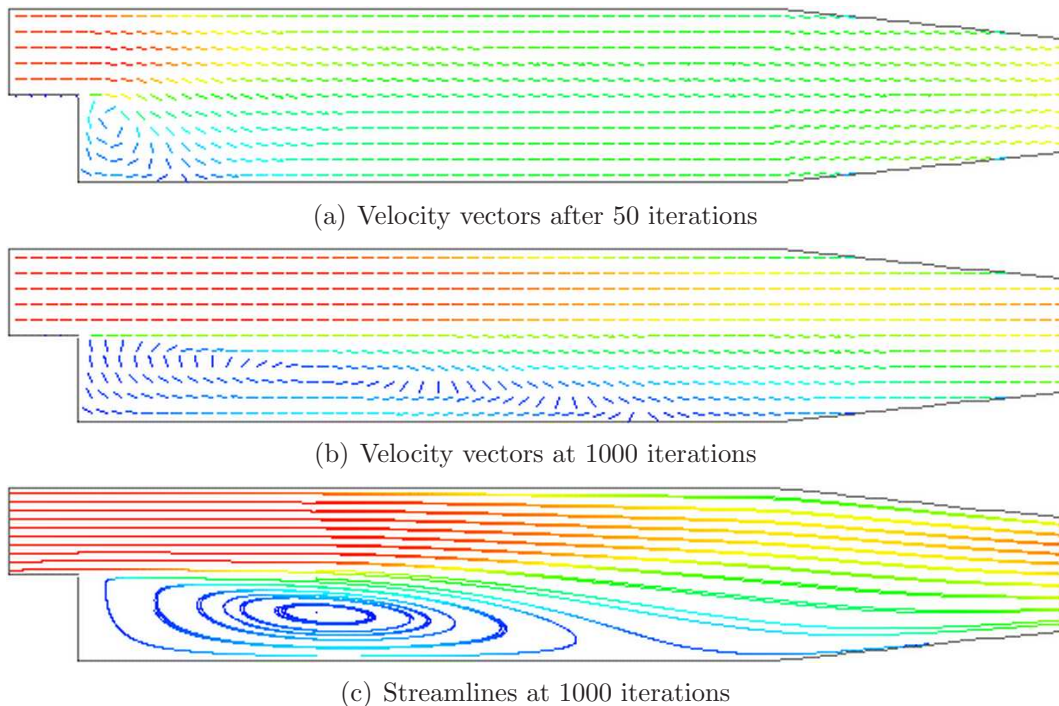 (a) Velocity vectors after 50 iterations
(b) Velocity vectors at 1000 iterations
(c) Streamlines at 1000 iterations